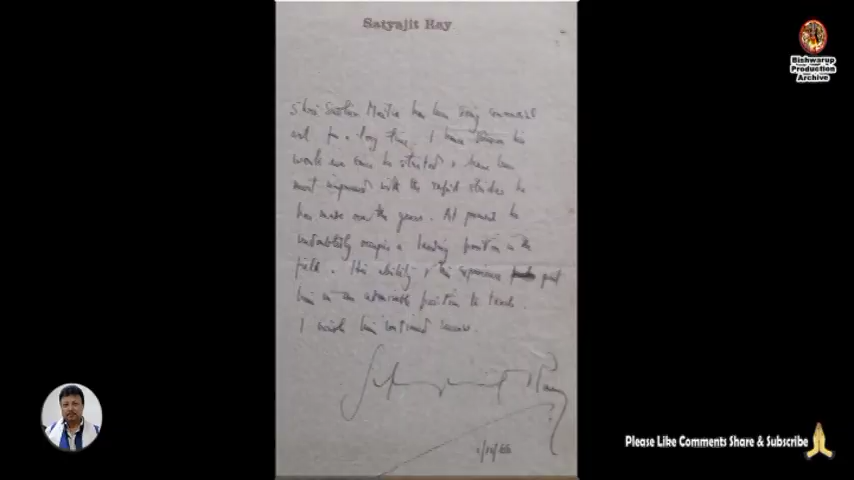 Satyajit Ray
Bishwarup
Production
Archive
Shri Maitra has been doing commercial
art for a long time. I have known his
work ever since he started & have been
most impressed with the rapid strides he
has made over the years. At present he
undoubtedly occupies a leading position in the
field. His ability & his experience put
him in an admirable position to teach.
I wish him continued success.
Satyajit Ray
Please Like Comments Share & Subscribe